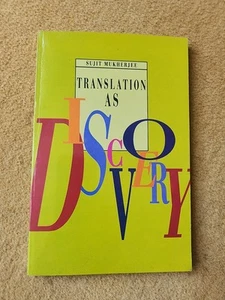 SUJIT MUKHERJEE
TRANSLATION
AS
DISCOVERY